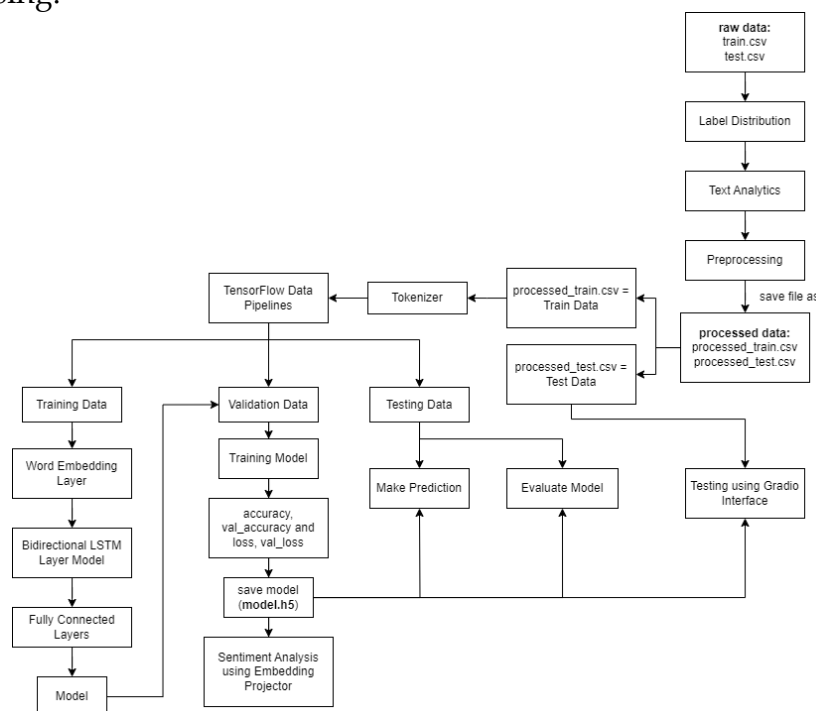 raw data:
train.csv
test.csv
Label Distribution
Text Analytics
Preprocessing
save file as
processed data:
processed_train.csv
processed_test.csv
processed_train.csv =
Train Data
processed_test.csv =
Test Data
Tokenizer
TensorFlow Data
Pipelines
Training Data
Validation Data
Testing Data
Word Embedding
Layer
Bidirectional LSTM
Layer Model
Fully Connected
Layers
Model
Training Model
accuracy,
val_accuracy and
loss, val_loss
save model
(model.h5)
Sentiment Analysis
using Embedding
Projector
Make Prediction
Evaluate Model
Testing using Gradio
Interface